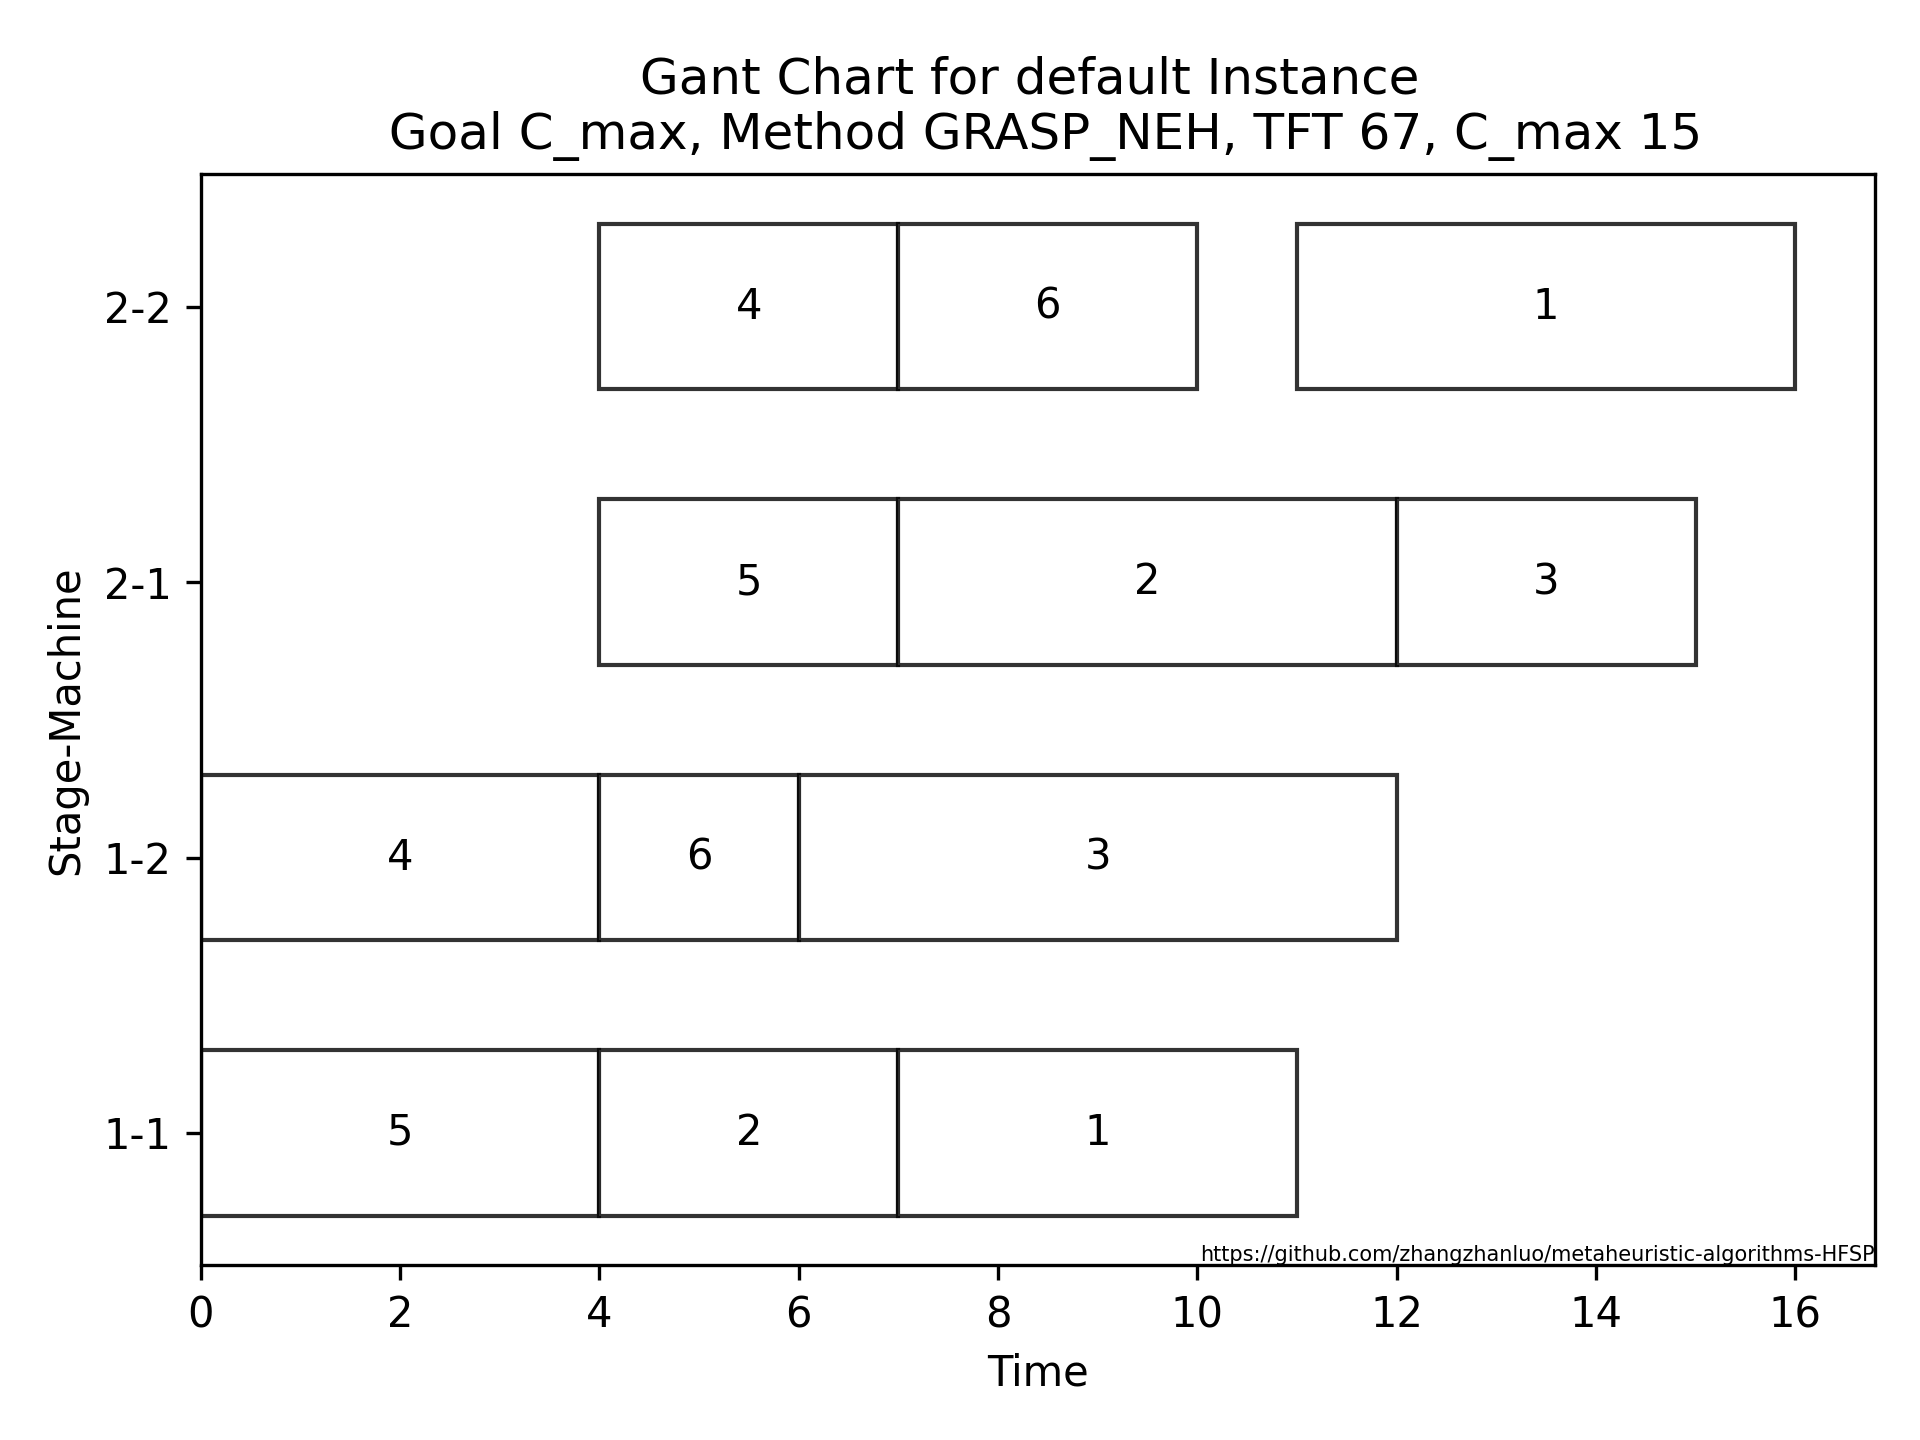 Gant Chart for default Instance
Goal C_max, Method GRASP_NEH, TFT 67, C_max 15
Stage-Machine
2-2
4
6
1
2-1
5
2
3
1-2
4
6
3
1-1
5
2
1
https://github.com/zhangzhanluo/metaheuristic-algorithms-HFSP
0 2 4 6 8 10 12 14 16
Time